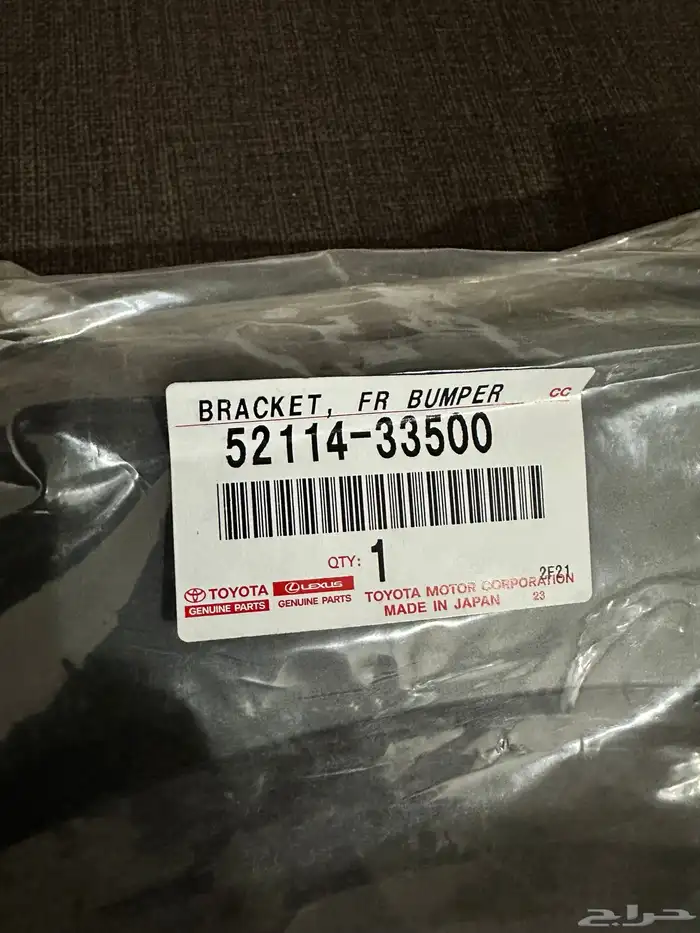 BRACKET, FR BUMPER CC
52114-33500
QTY: 1
TOYOTA
GENUINE PARTS
LEXUS
GENUINE PARTS
2F21
TOYOTA MOTOR CORPORATION
MADE IN JAPAN 23
حراج